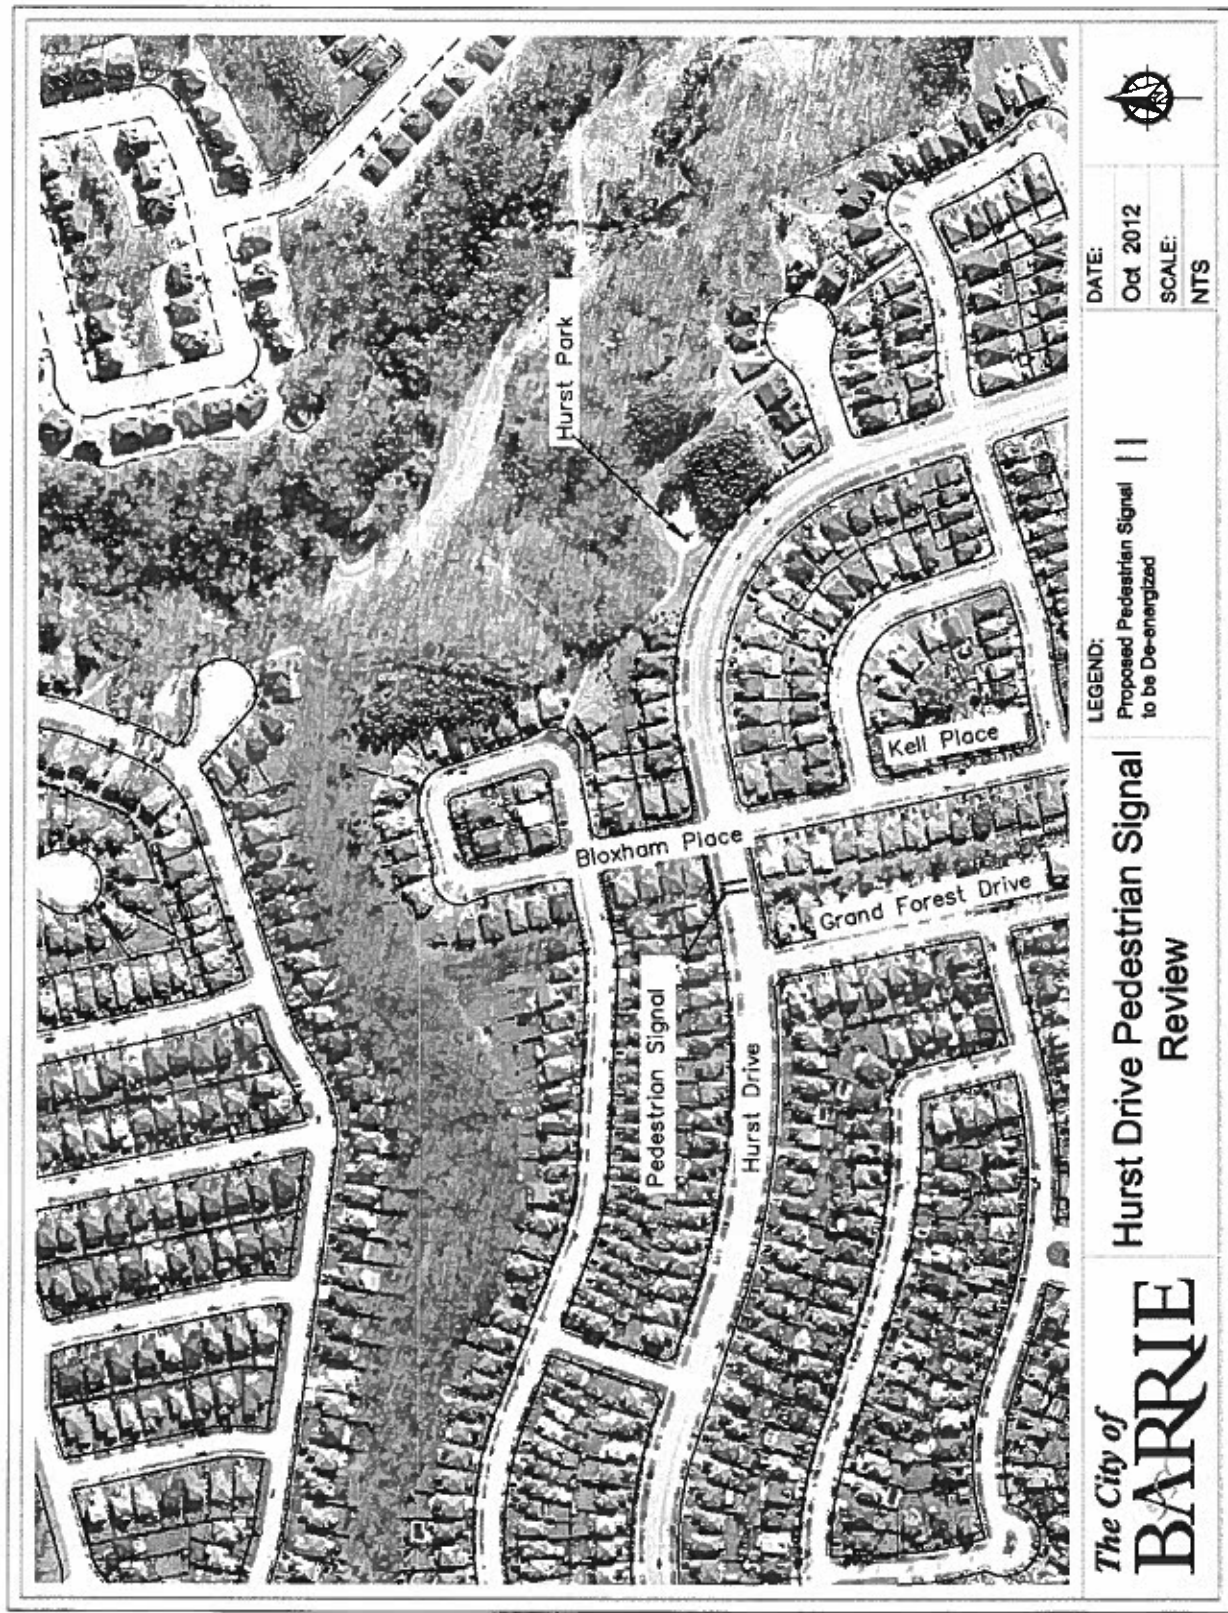 Hurst Park
Bloxham Place
Kell Place
Grand Forest Drive
Pedestrian Signal
Hurst Drive
The City of
BARRIE
Hurst Drive Pedestrian Signal
Review
LEGEND:
Proposed Pedestrian Signal
to be De-energized
DATE:
Oct 2012
SCALE:
NTS